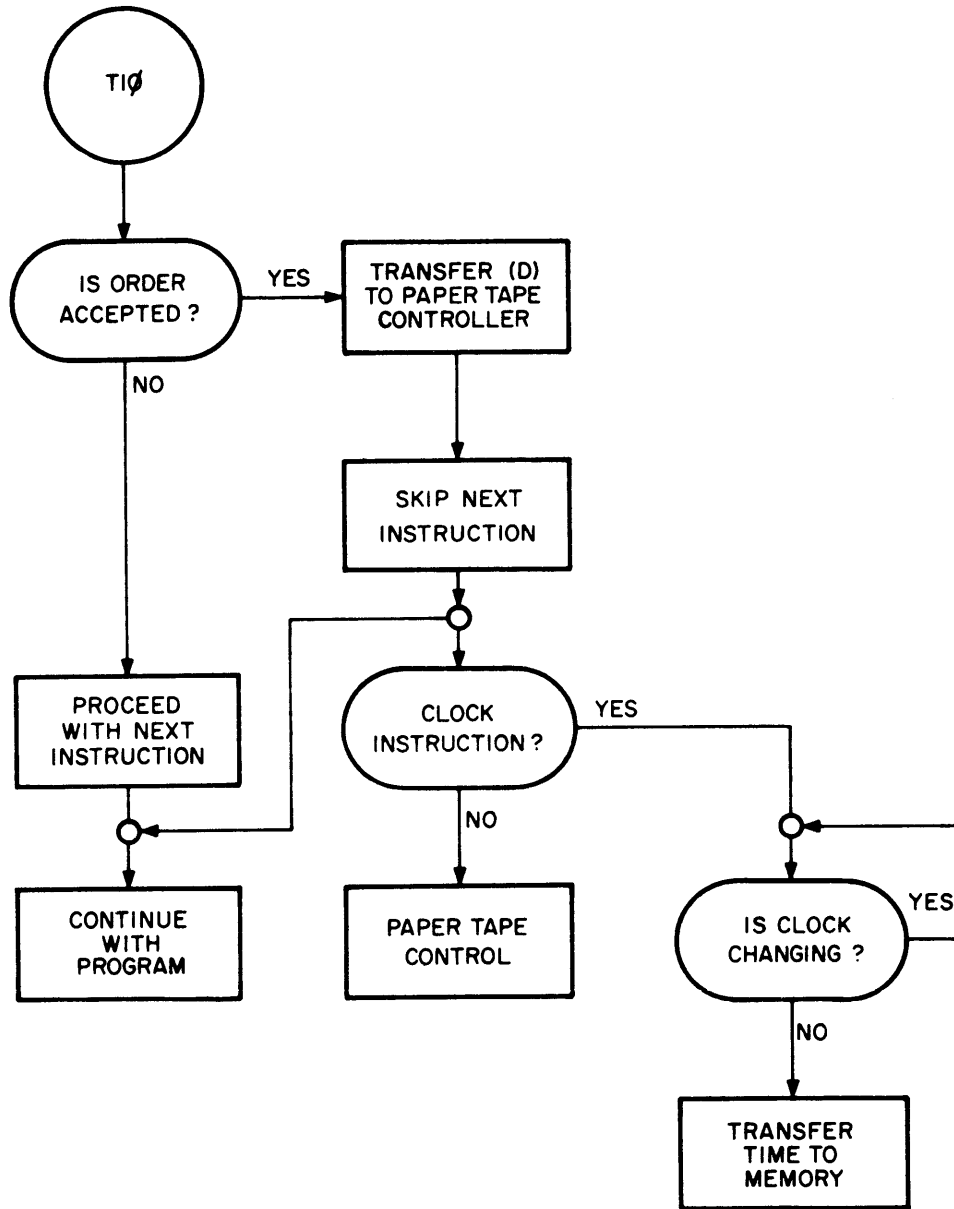 TIØ
IS ORDER
ACCEPTED ?
YES
TRANSFER (D)
TO PAPER TAPE
CONTROLLER
NO
SKIP NEXT
INSTRUCTION
PROCEED
WITH NEXT
INSTRUCTION
CLOCK
INSTRUCTION ?
YES
NO
CONTINUE
WITH
PROGRAM
PAPER TAPE
CONTROL
IS CLOCK
CHANGING ?
YES
NO
TRANSFER
TIME TO
MEMORY